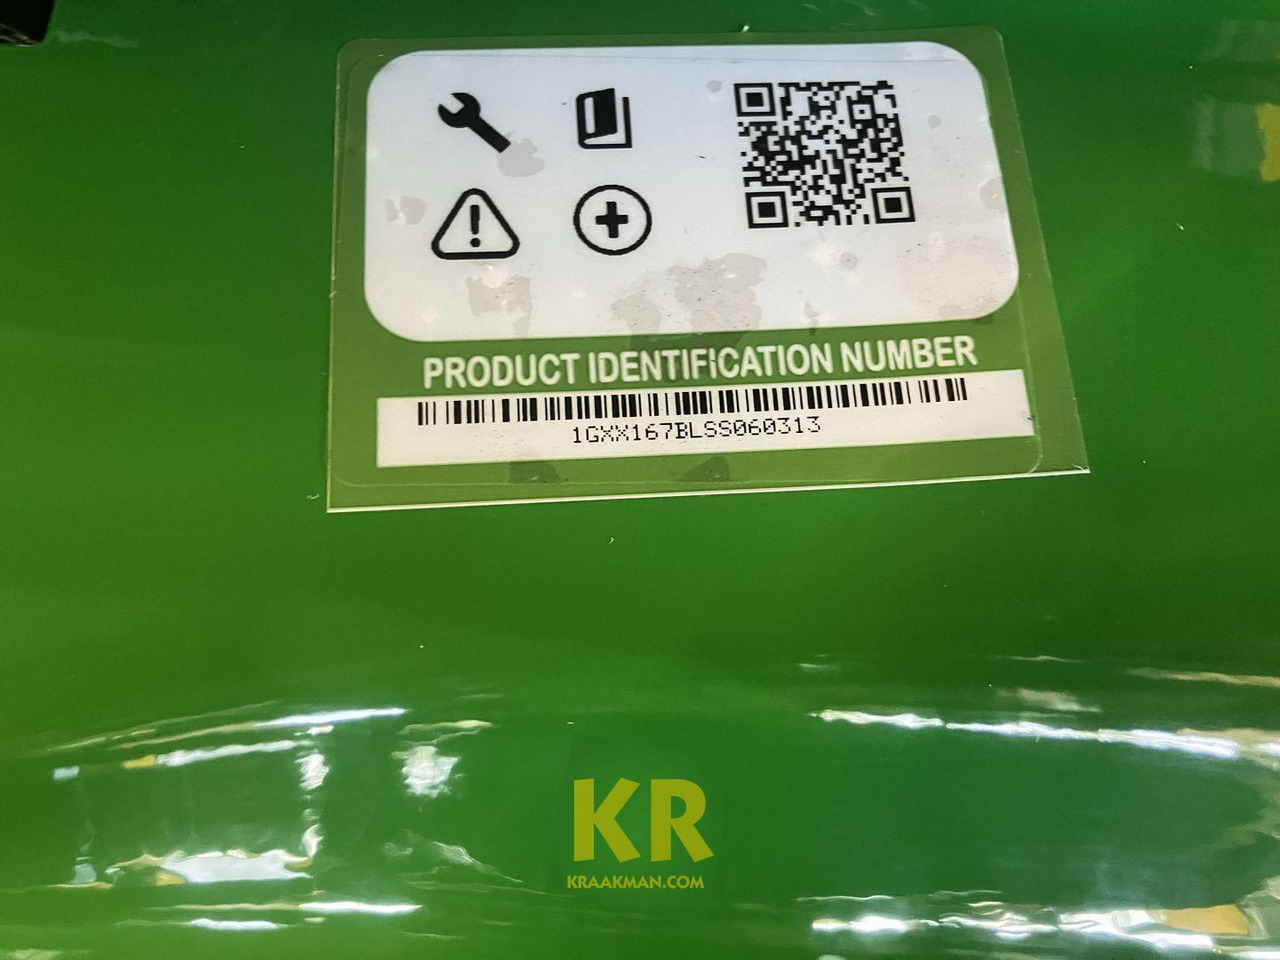 PRODUCT IDENTIFICATION NUMBER
1GXX167BLSS060313
KR
KRAAKMAN.COM